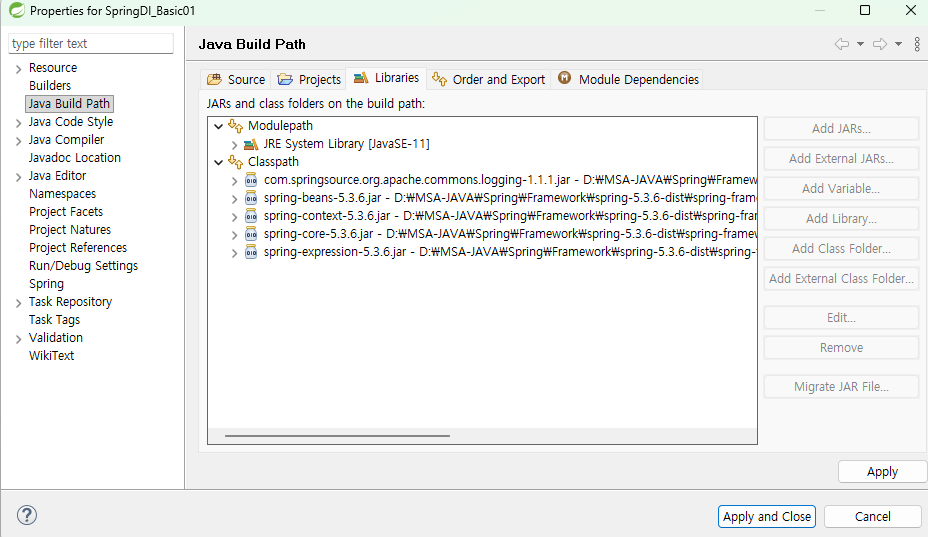 Properties for SpringDI_Basic01
type filter text
Resource
Builders
Java Build Path
Java Code Style
Java Compiler
Javadoc Location
Java Editor
Namespaces
Project Facets
Project Natures
Project References
Run/Debug Settings
Spring
Task Repository
Task Tags
Validation
WikiText
Java Build Path
Source Projects Libraries Order and Export Module Dependencies
JARs and class folders on the build path:
Modulepath
JRE System Library [JavaSE-11]
Classpath
com.springsource.org.apache.commons.logging-1.1.1.jar - D:₩MSA-JAVA₩Spring₩Framew
spring-beans-5.3.6.jar - D:₩MSA-JAVA₩Spring₩Framework₩spring-5.3.6-dist₩spring-fram
spring-context-5.3.6.jar - D:₩MSA-JAVA₩Spring₩Framework₩spring-5.3.6-dist₩spring-fra
spring-core-5.3.6.jar - D:₩MSA-JAVA₩Spring₩Framework₩spring-5.3.6-dist₩spring-framew
spring-expression-5.3.6.jar - D:₩MSA-JAVA₩Spring₩Framework₩spring-5.3.6-dist₩spring-
Add JARs...
Add External JARs...
Add Variable...
Add Library...
Add Class Folder...
Add External Class Folder...
Edit...
Remove
Migrate JAR File...
Apply
Apply and Close
Cancel